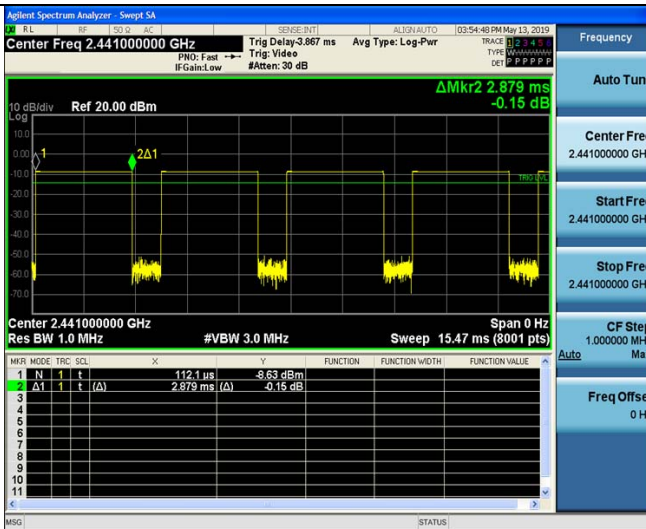 Agilent Spectrum Analyzer - Swept SA
RL RF 50 Ω AC SENSE:INT ALIGN AUTO 03:54:48 PM May 13, 2019
Center Freq 2.441000000 GHz Trig Delay-3.867 ms Avg Type: Log-Pwr TRACE 1 2 3 4 5 6
PNO: Fast Trig: Video TYPE
IFGain:Low #Atten: 30 dB DET P P P P P P
ΔMkr2 2.879 ms
10 dB/div Ref 20.00 dBm -0.15 dB
Log
10.0
0.00 1 2Δ1
-10.0 TRIG LVL
-20.0
-30.0
-40.0
-50.0
-60.0
-70.0
Center 2.441000000 GHz Span 0 Hz
Res BW 1.0 MHz #VBW 3.0 MHz Sweep 15.47 ms (8001 pts)
MKR MODE TRC SCL X Y FUNCTION FUNCTION WIDTH FUNCTION VALUE
1 N 1 t 112.1 µs -8.63 dBm
2 Δ1 1 t (Δ) 2.879 ms (Δ) -0.15 dB
3
4
5
6
7
8
9
10
11
MSG STATUS
Frequency
Auto Tun
Center Fre
2.441000000 GH
Start Fre
2.441000000 GH
Stop Fre
2.441000000 GH
CF Ste
1.000000 MH
Auto Ma
Freq Offse
0 H